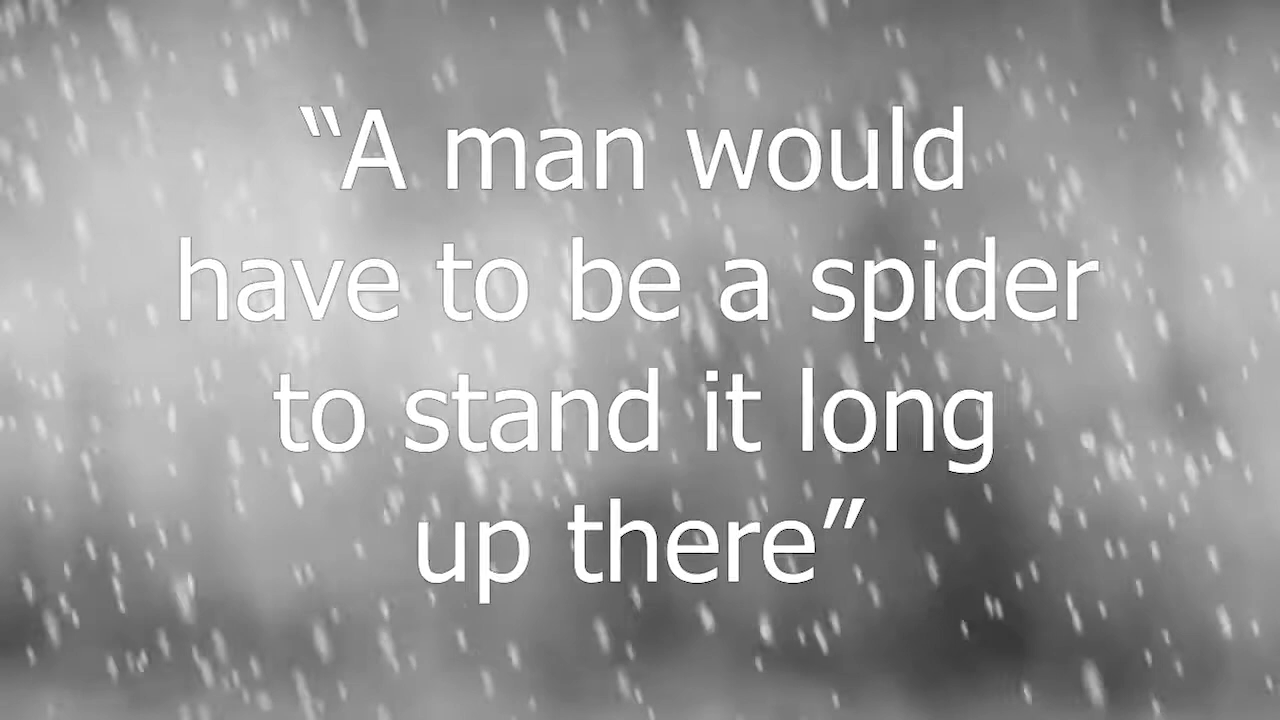 “A man would
have to be a spider
to stand it long
up there”